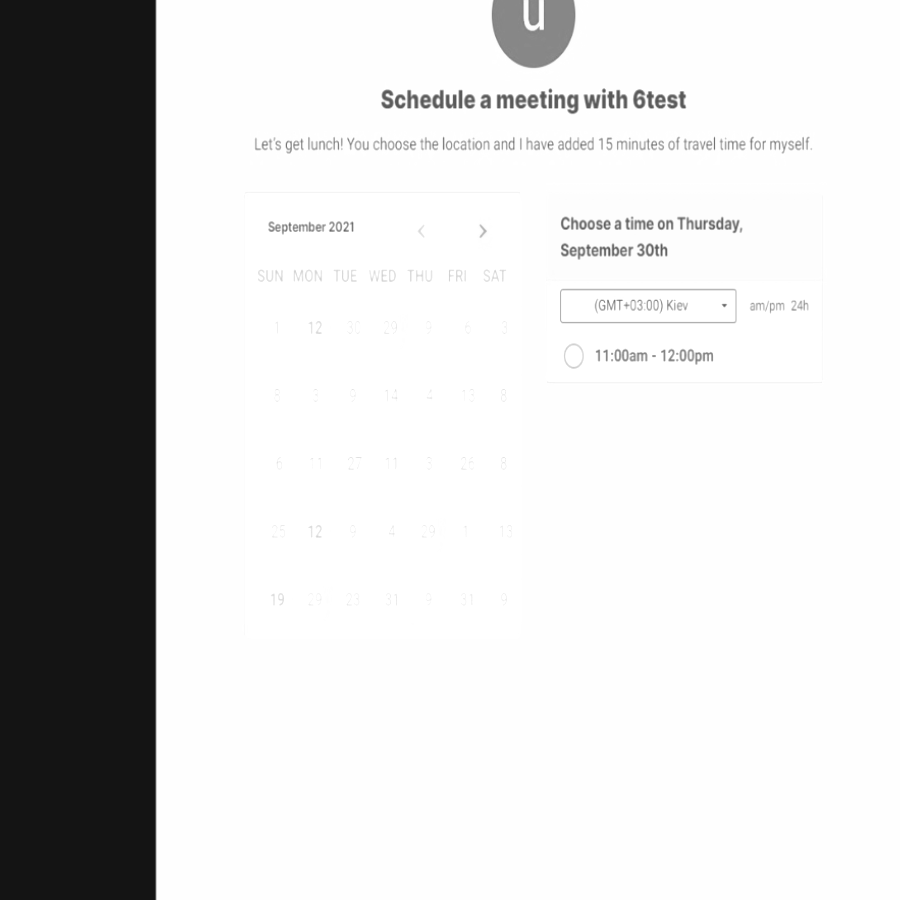 u
Schedule a meeting with 6test
Let's get lunch! You choose the location and I have added 15 minutes of travel time for myself.
September 2021
SUN MON TUE WED THU FRI SAT
1 12 30 29 9 6 3
8 3 9 14 4 13 8
6 11 27 11 3 26 8
25 12 9 4 29 1 13
19 29 23 31 9 31 9
Choose a time on Thursday,
September 30th
(GMT+03:00) Kiev am/pm 24h
11:00am - 12:00pm